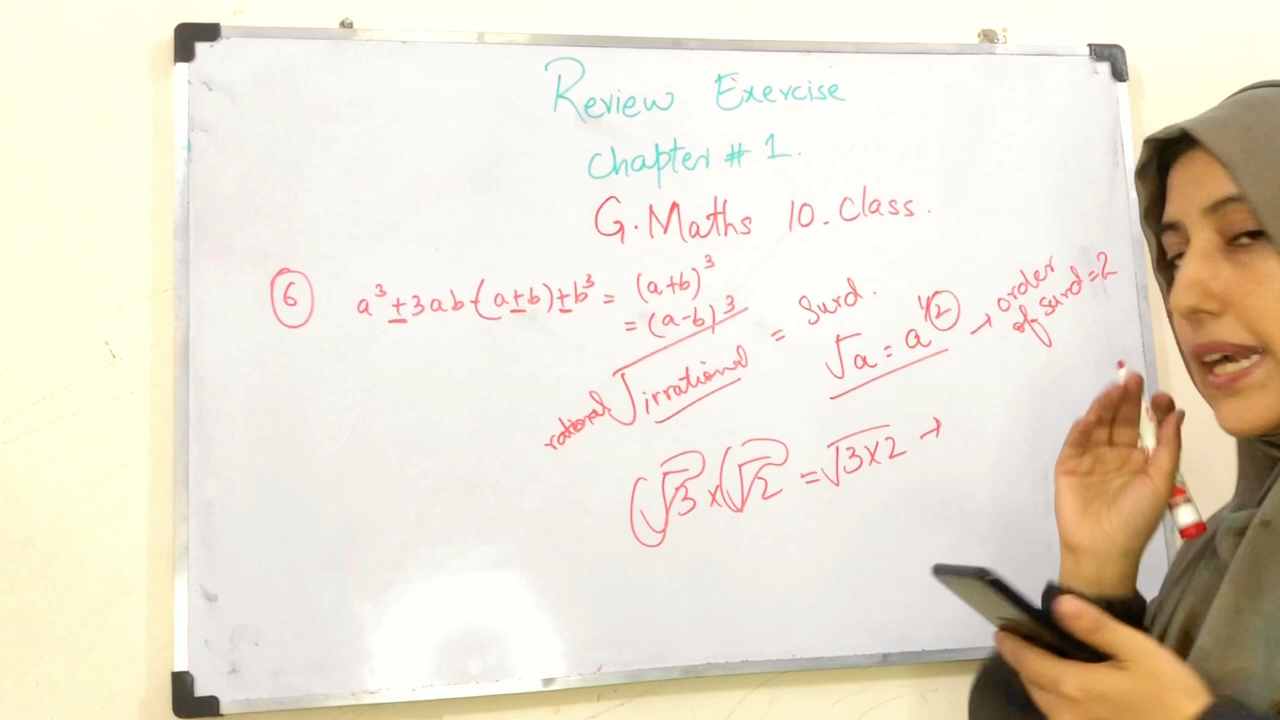 Review Exercise
Chapter # 1.
G. Maths 10 - Class.
⑥ a³ ± 3ab (a ± b) ± b³ = (a+b)³
= (a-b)³
rational √irrational = Surd.
√a = a^1/2 → order of surd = 2
(√3 × (√2 = √3×2 →